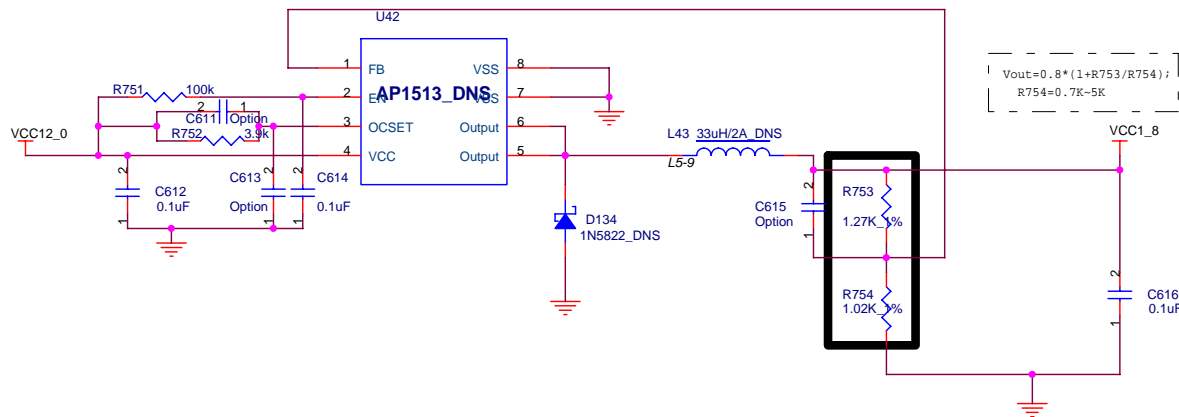 U42
1 FB VSS 8
R751 100k
2 EN VSS 7
AP1513_DNS
2 1
C611 Option
3 OCSET Output 6
R752 3.9k
VCC12_0
4 VCC Output 5
L43 33uH/2A_DNS
L5-9
Vout=0.8*(1+R753/R754);
R754=0.7K~5K
VCC1_8
2
C612
0.1uF
1
2
C613
Option
1
2
C614
0.1uF
1
D134
1N5822_DNS
2
C615
Option
1
R753
1.27K_1%
R754
1.02K_1%
2
C616
0.1uF
1